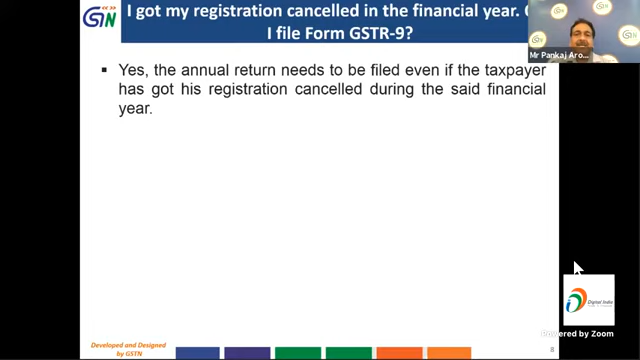 GSTN
I got my registration cancelled in the financial year.
I file Form GSTR-9?
Mr Pankaj Aro...
▪ Yes, the annual return needs to be filed even if the taxpayer
has got his registration cancelled during the said financial
year.
Digital India
Powered by Zoom
Developed and Designed
by GSTN
8